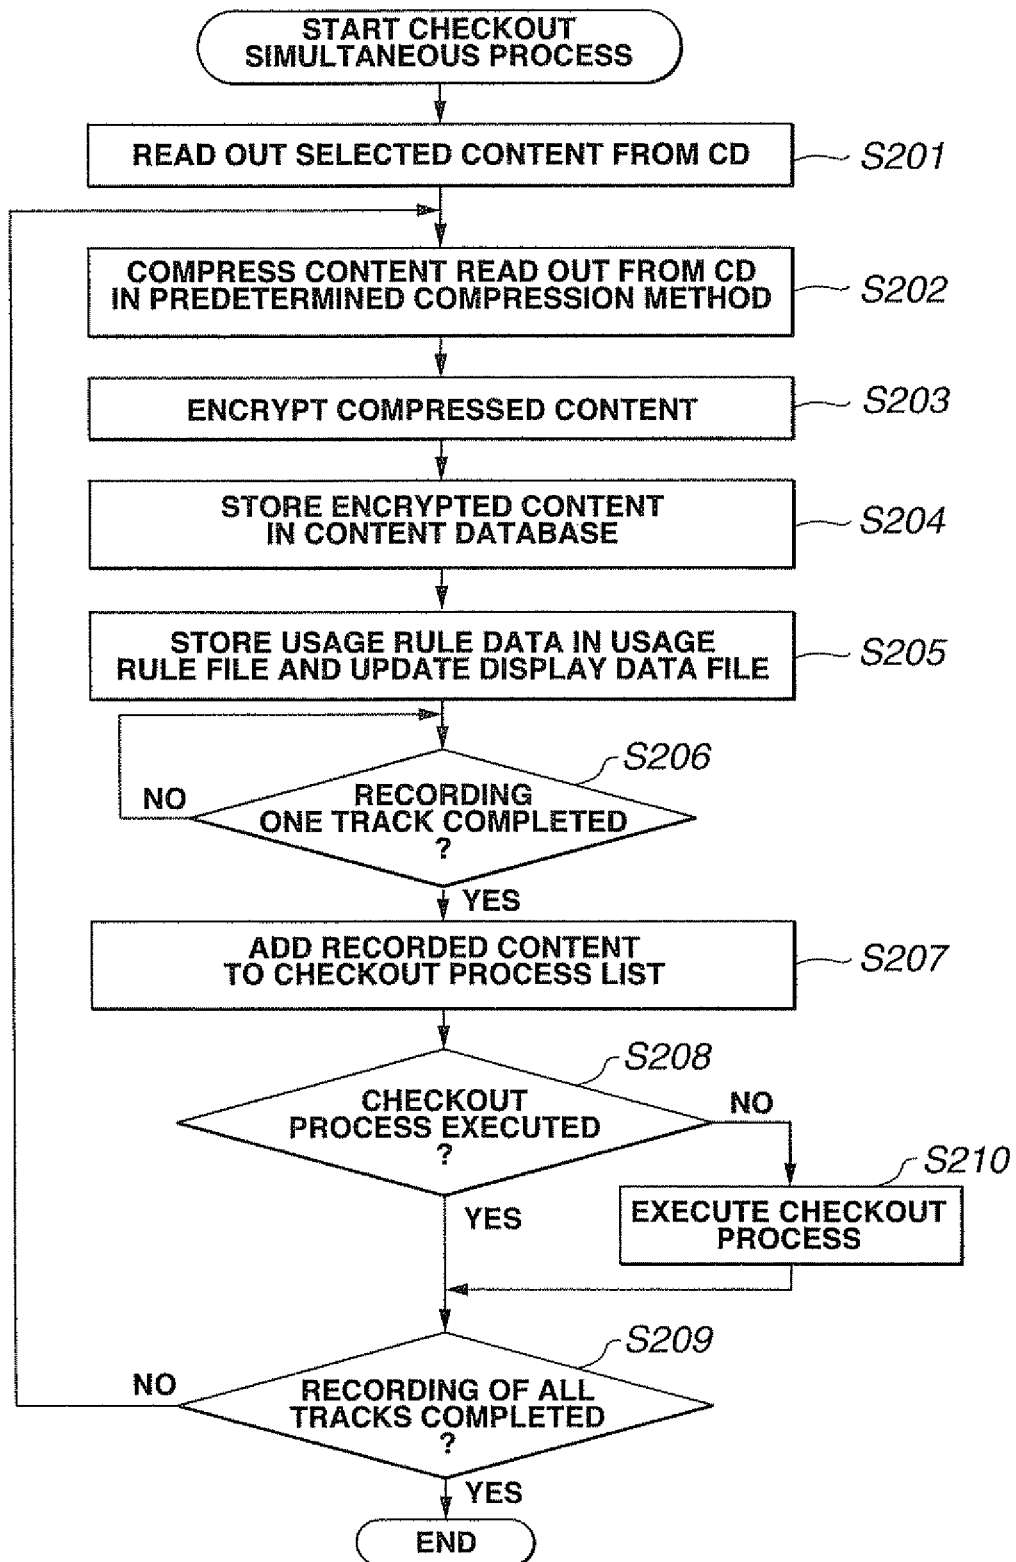 START CHECKOUT
SIMULTANEOUS PROCESS
READ OUT SELECTED CONTENT FROM CD
S201
COMPRESS CONTENT READ OUT FROM CD
IN PREDETERMINED COMPRESSION METHOD
S202
ENCRYPT COMPRESSED CONTENT
S203
STORE ENCRYPTED CONTENT
IN CONTENT DATABASE
S204
STORE USAGE RULE DATA IN USAGE
RULE FILE AND UPDATE DISPLAY DATA FILE
S205
S206
NO
RECORDING
ONE TRACK COMPLETED
?
YES
ADD RECORDED CONTENT
TO CHECKOUT PROCESS LIST
S207
S208
CHECKOUT
PROCESS EXECUTED
?
NO
YES
S210
EXECUTE CHECKOUT
PROCESS
S209
NO
RECORDING OF ALL
TRACKS COMPLETED
?
YES
END